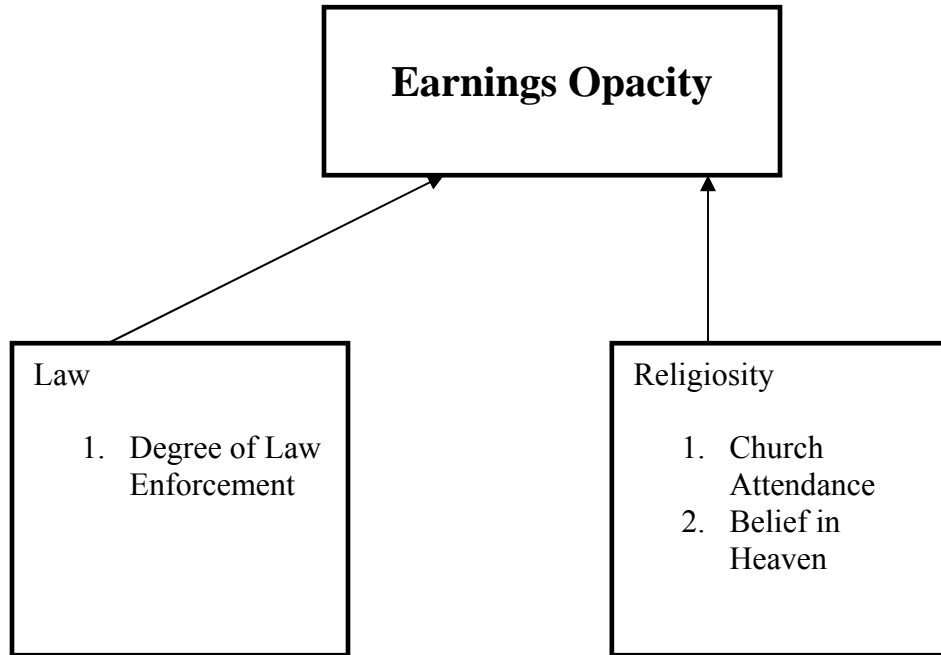 Earnings Opacity
Law
1. Degree of Law
Enforcement
Religiosity
1. Church
Attendance
2. Belief in
Heaven